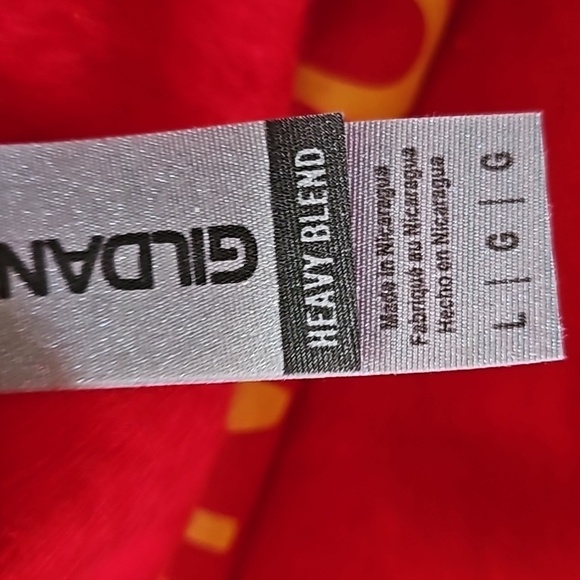 GILDAN
HEAVY BLEND
Made in Nicaragua
Fabriqué au Nicaragua
Hecho en Nicaragua
L | G | G